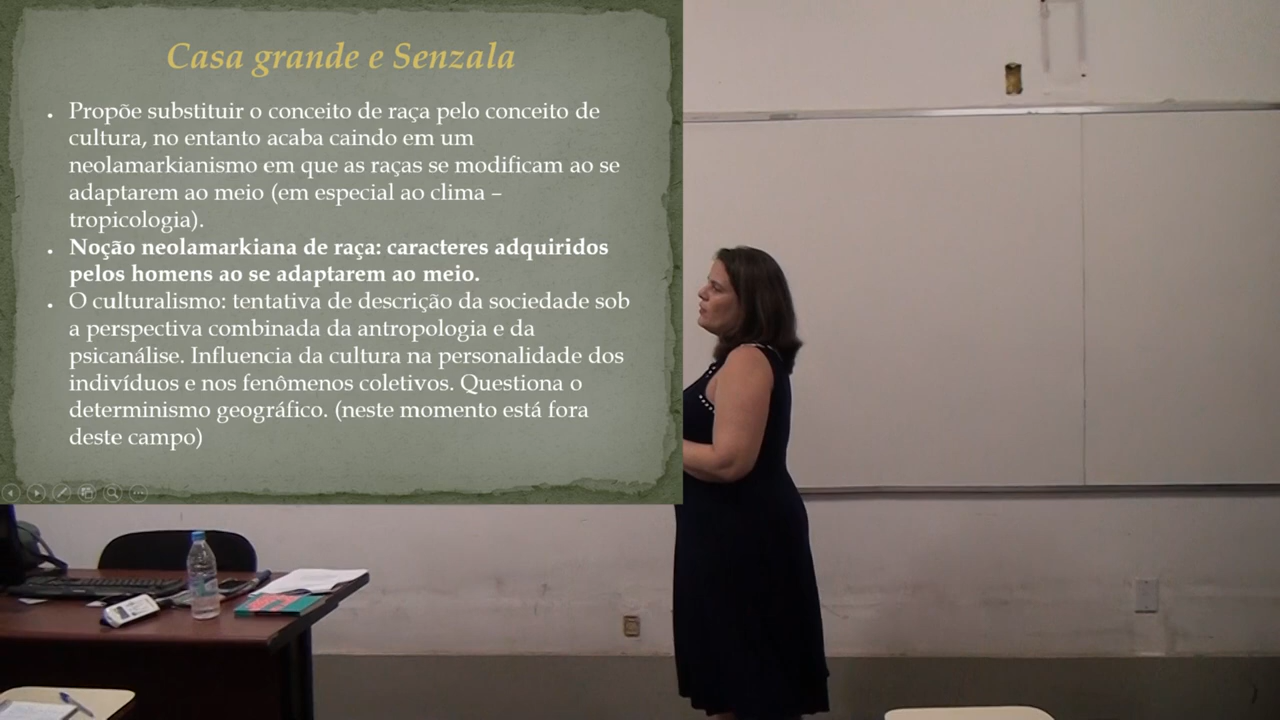 Casa grande e Senzala
• Propõe substituir o conceito de raça pelo conceito de
cultura, no entanto acaba caindo em um
neolamarkianismo em que as raças se modificam ao se
adaptarem ao meio (em especial ao clima –
tropicologia).
• Noção neolamarkiana de raça: caracteres adquiridos
pelos homens ao se adaptarem ao meio.
• O culturalismo: tentativa de descrição da sociedade sob
a perspectiva combinada da antropologia e da
psicanálise. Influencia da cultura na personalidade dos
indivíduos e nos fenômenos coletivos. Questiona o
determinismo geográfico. (neste momento está fora
deste campo)